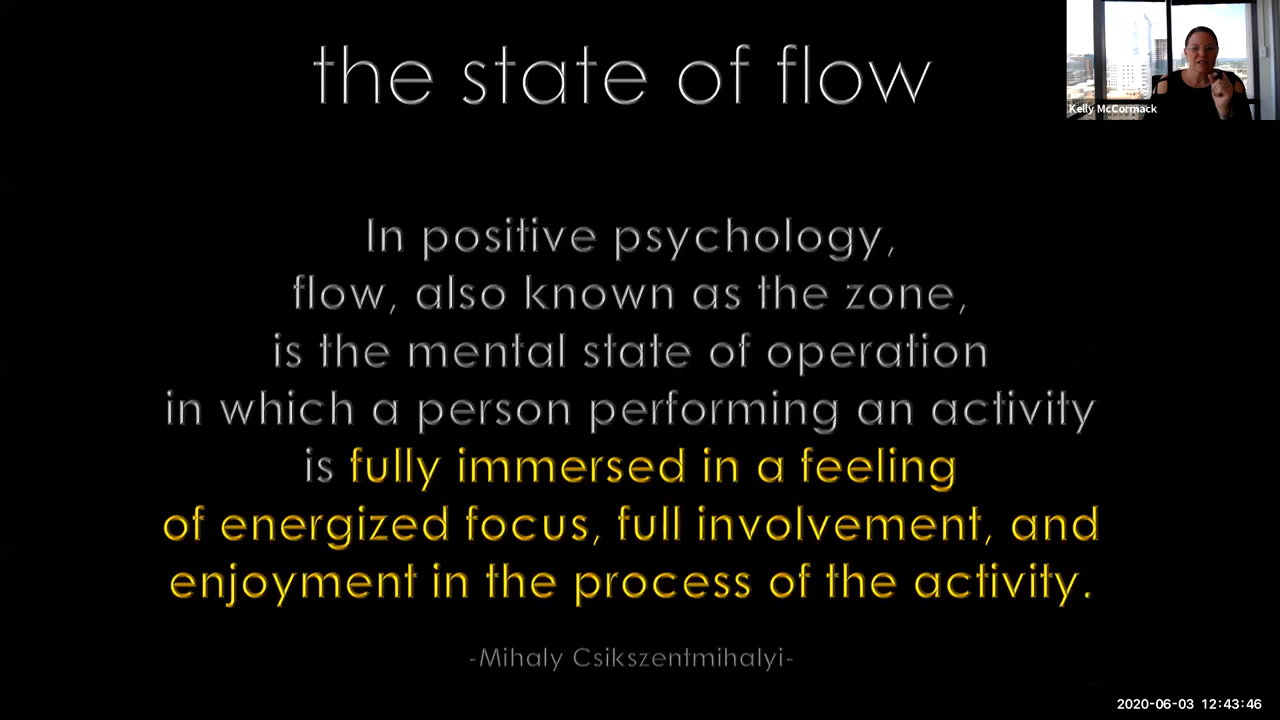 the state of flow
Kelly McCormack
In positive psychology,
flow, also known as the zone,
is the mental state of operation
in which a person performing an activity
is fully immersed in a feeling
of energized focus, full involvement, and
enjoyment in the process of the activity.
-Mihaly Csikszentmihalyi-
2020-06-03 12:43:46